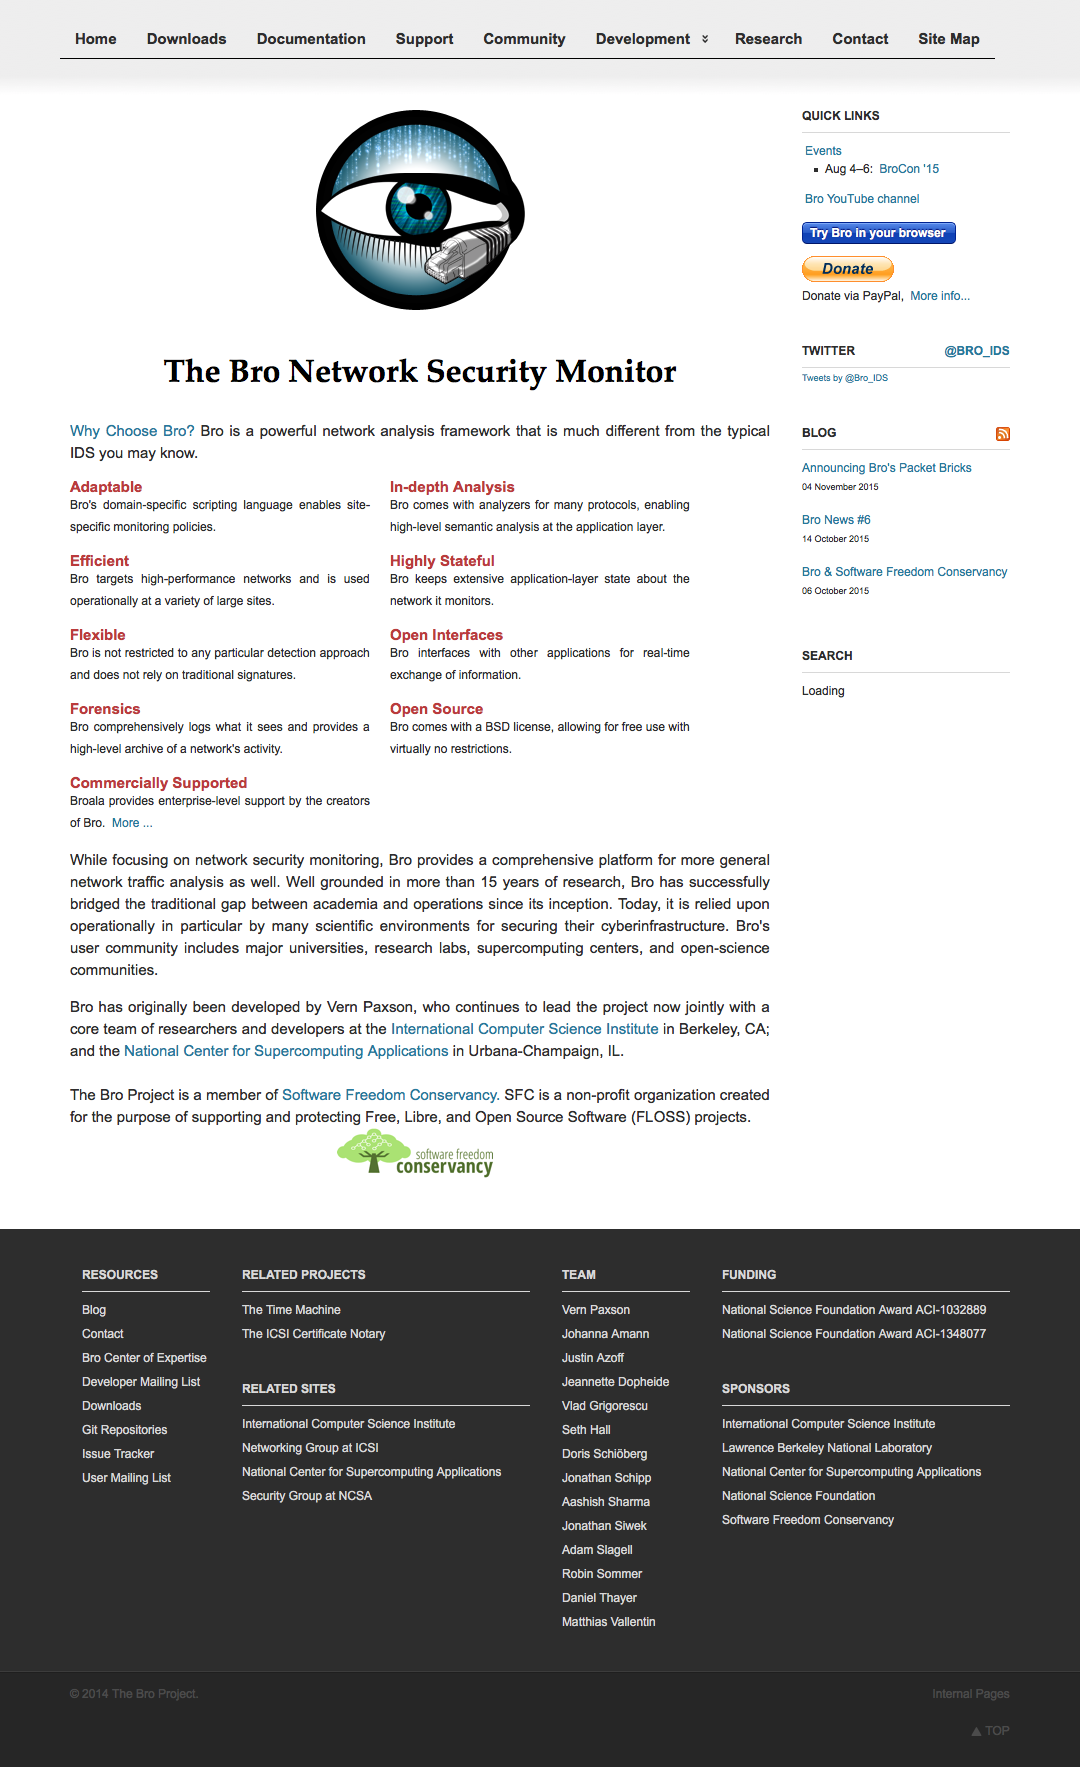 Home Downloads Documentation Support Community Development Research Contact Site Map
The Bro Network Security Monitor
Why Choose Bro? Bro is a powerful network analysis framework that is much different from the typical
IDS you may know.
Adaptable
Bro's domain-specific scripting language enables site-
specific monitoring policies.
In-depth Analysis
Bro comes with analyzers for many protocols, enabling
high-level semantic analysis at the application layer.
Efficient
Bro targets high-performance networks and is used
operationally at a variety of large sites.
Highly Stateful
Bro keeps extensive application-layer state about the
network it monitors.
Flexible
Bro is not restricted to any particular detection approach
and does not rely on traditional signatures.
Open Interfaces
Bro interfaces with other applications for real-time
exchange of information.
Forensics
Bro comprehensively logs what it sees and provides a
high-level archive of a network's activity.
Open Source
Bro comes with a BSD license, allowing for free use with
virtually no restrictions.
Commercially Supported
Broala provides enterprise-level support by the creators
of Bro. More ...
While focusing on network security monitoring, Bro provides a comprehensive platform for more general
network traffic analysis as well. Well grounded in more than 15 years of research, Bro has successfully
bridged the traditional gap between academia and operations since its inception. Today, it is relied upon
operationally in particular by many scientific environments for securing their cyberinfrastructure. Bro's
user community includes major universities, research labs, supercomputing centers, and open-science
communities.
Bro has originally been developed by Vern Paxson, who continues to lead the project now jointly with a
core team of researchers and developers at the International Computer Science Institute in Berkeley, CA;
and the National Center for Supercomputing Applications in Urbana-Champaign, IL.
The Bro Project is a member of Software Freedom Conservancy. SFC is a non-profit organization created
for the purpose of supporting and protecting Free, Libre, and Open Source Software (FLOSS) projects.
software freedom
conservancy
QUICK LINKS
Events
Aug 4–6: BroCon '15
Bro YouTube channel
Try Bro in your browser
Donate
Donate via PayPal, More info...
TWITTER @BRO_IDS
Tweets by @Bro_IDS
BLOG
Announcing Bro's Packet Bricks
04 November 2015
Bro News #6
14 October 2015
Bro & Software Freedom Conservancy
06 October 2015
SEARCH
Loading
RESOURCES
Blog
Contact
Bro Center of Expertise
Developer Mailing List
Downloads
Git Repositories
Issue Tracker
User Mailing List
RELATED PROJECTS
The Time Machine
The ICSI Certificate Notary
RELATED SITES
International Computer Science Institute
Networking Group at ICSI
National Center for Supercomputing Applications
Security Group at NCSA
TEAM
Vern Paxson
Johanna Amann
Justin Azoff
Jeannette Dopheide
Vlad Grigorescu
Seth Hall
Doris Schiöberg
Jonathan Schipp
Aashish Sharma
Jonathan Siwek
Adam Slagell
Robin Sommer
Daniel Thayer
Matthias Vallentin
FUNDING
National Science Foundation Award ACI-1032889
National Science Foundation Award ACI-1348077
SPONSORS
International Computer Science Institute
Lawrence Berkeley National Laboratory
National Center for Supercomputing Applications
National Science Foundation
Software Freedom Conservancy
© 2014 The Bro Project. Internal Pages
▲ TOP